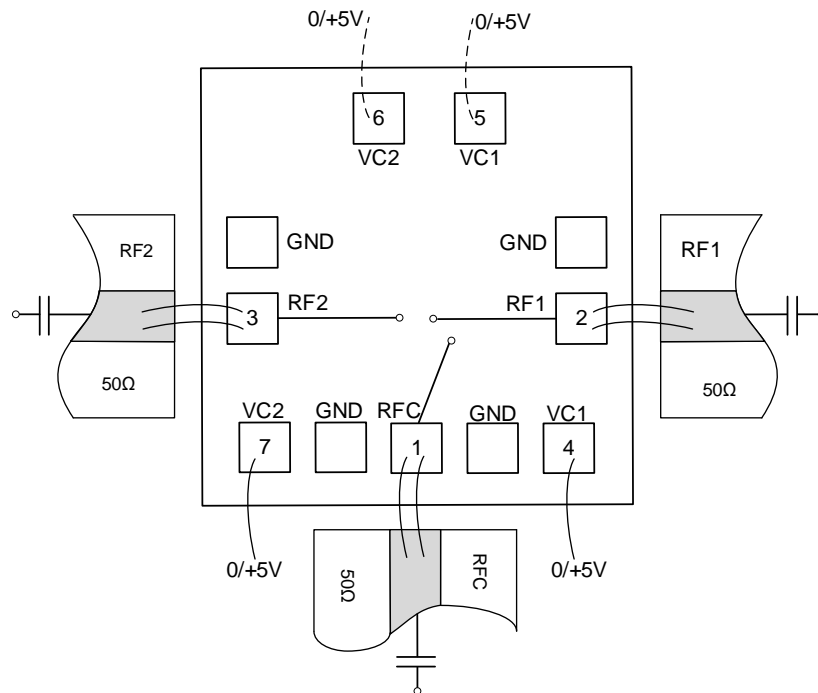 0/+5V
0/+5V
6
5
VC2
VC1
RF2
GND
GND
RF1
RF2
RF1
3
2
50Ω
50Ω
VC2
GND
RFC
GND
VC1
7
1
4
0/+5V
0/+5V
50Ω
RFC